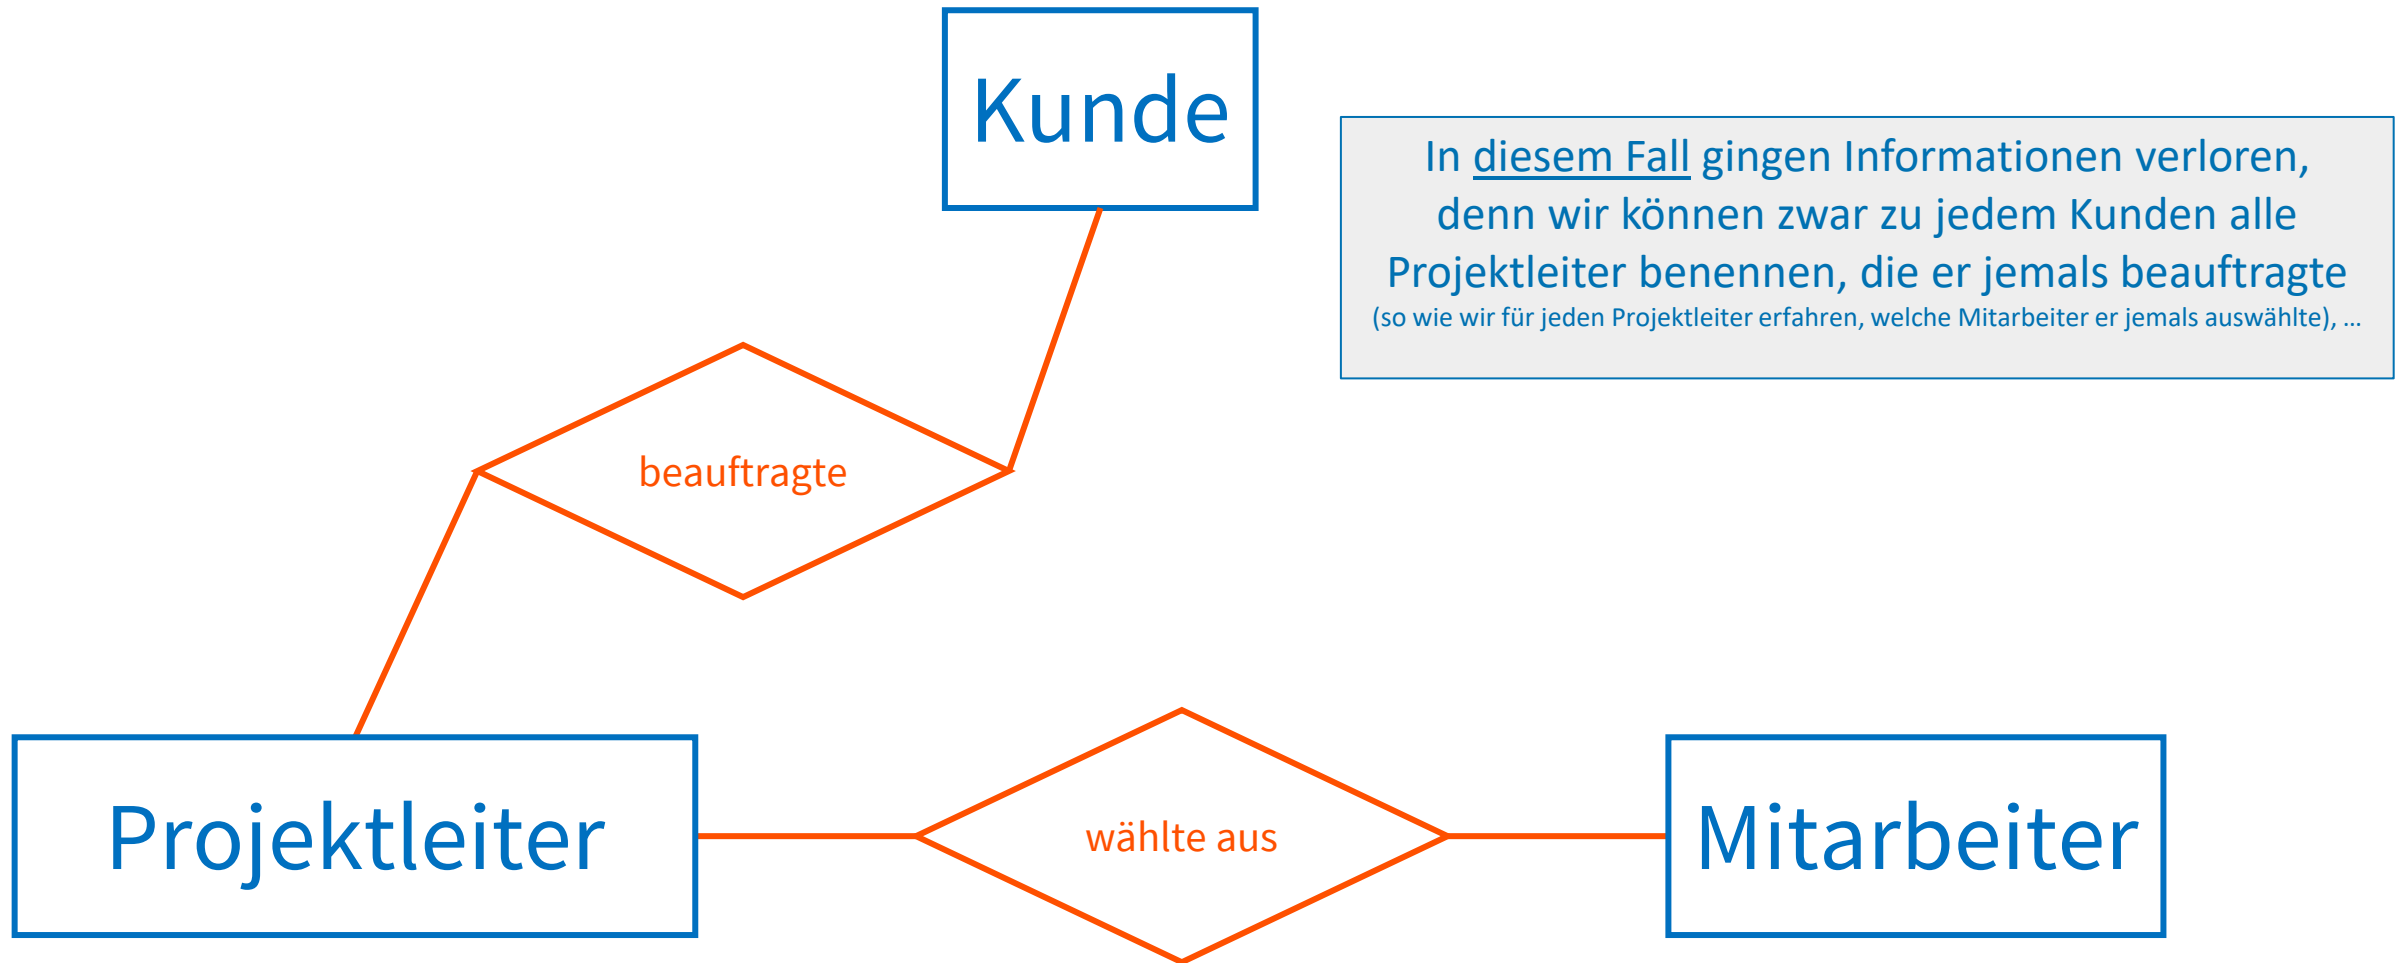 Kunde
In diesem Fall gingen Informationen verloren,
denn wir können zwar zu jedem Kunden alle
Projektleiter benennen, die er jemals beauftragte
(so wie wir für jeden Projektleiter erfahren, welche Mitarbeiter er jemals auswählte), ...
beauftragte
Projektleiter
wählte aus
Mitarbeiter